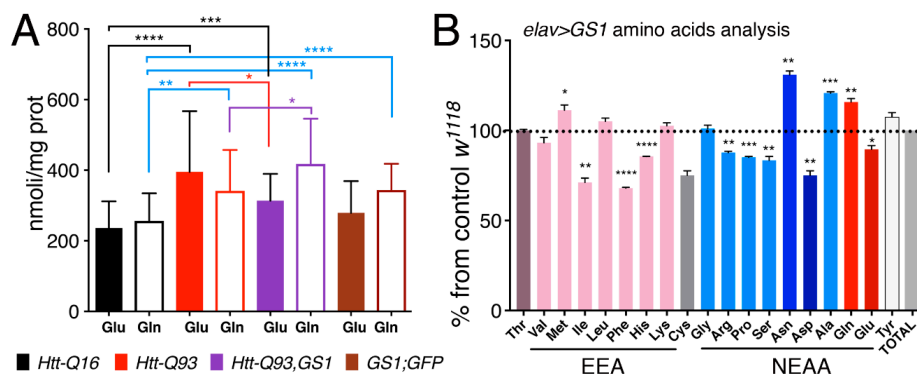 A
nmoli/mg prot
800
600
400
200
0
***
****
****
****
**
*
*
Glu Gln Glu Gln Glu Gln Glu Gln
Htt-Q16 Htt-Q93 Htt-Q93,GS1 GS1;GFP
B
elav>GS1 amino acids analysis
% from control w1118
150
100
50
0
* ** **** **** ** *** ** ** ** *** ** *
Thr Val Met Ile Leu Phe His Lys Cys Gly Arg Pro Ser Asn Asp Ala Gln Glu Tyr TOTAL
EEA NEAA